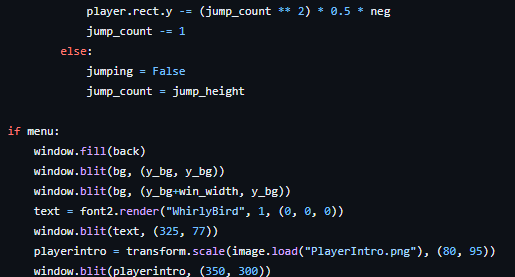 player.rect.y -= (jump_count ** 2) * 0.5 * neg
jump_count -= 1
else:
jumping = False
jump_count = jump_height
if menu:
window.fill(back)
window.blit(bg, (y_bg, y_bg))
window.blit(bg, (y_bg+win_width, y_bg))
text = font2.render("WhirlyBird", 1, (0, 0, 0))
window.blit(text, (325, 77))
playerintro = transform.scale(image.load("PlayerIntro.png"), (80, 95))
window.blit(playerintro, (350, 300))